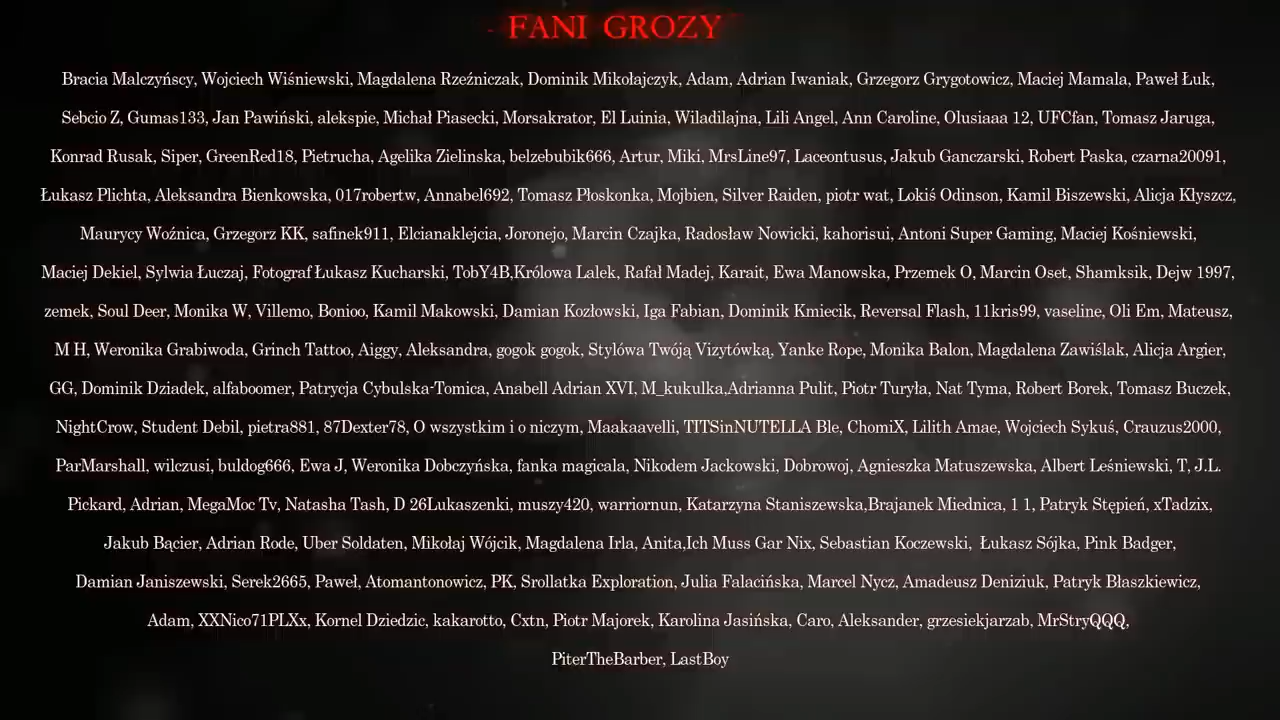 - FANI GROZY
Bracia Malczyńscy, Wojciech Wiśniewski, Magdalena Rzeźniczak, Dominik Mikołajczyk, Adam, Adrian Iwaniak, Grzegorz Grygotowicz, Maciej Mamala, Paweł Łuk,
Sebcio Z, Gumas133, Jan Pawiński, alekspie, Michał Piasecki, Morsakrator, El Luinia, Wiladilajna, Lili Angel, Ann Caroline, Olusiaaa 12, UFCfan, Tomasz Jaruga,
Konrad Rusak, Siper, GreenRed18, Pietrucha, Agelika Zielinska, belzebubik666, Artur, Miki, MrsLine97, Laceontusus, Jakub Ganczarski, Robert Paska, czarna20091,
Łukasz Plichta, Aleksandra Bienkowska, 017robertw, Annabel692, Tomasz Płoskonka, Mojbien, Silver Raiden, piotr wat, Lokiś Odinson, Kamil Biszewski, Alicja Kłyszcz,
Maurycy Woźnica, Grzegorz KK, safinek911, Elcianaklejcia, Joronejo, Marcin Czajka, Radosław Nowicki, kahorisui, Antoni Super Gaming, Maciej Kośniewski,
Maciej Dekiel, Sylwia Łuczaj, Fotograf Łukasz Kucharski, TobY4B,Królowa Lalek, Rafał Madej, Karait, Ewa Manowska, Przemek O, Marcin Oset, Shamksik, Dejw 1997,
zemek, Soul Deer, Monika W, Villemo, Bonioo, Kamil Makowski, Damian Kozłowski, Iga Fabian, Dominik Kmiecik, Reversal Flash, 11kris99, vaseline, Oli Em, Mateusz,
M H, Weronika Grabiwoda, Grinch Tattoo, Aiggy, Aleksandra, gogok gogok, Stylówa Twóją Vizytówką, Yanke Rope, Monika Balon, Magdalena Zawiślak, Alicja Argier,
GG, Dominik Dziadek, alfaboomer, Patrycja Cybulska-Tomica, Anabell Adrian XVI, M_kukulka,Adrianna Pulit, Piotr Turyła, Nat Tyma, Robert Borek, Tomasz Buczek,
NightCrow, Student Debil, pietra881, 87Dexter78, O wszystkim i o niczym, Maakaavelli, TITSinNUTELLA Ble, ChomiX, Lilith Amae, Wojciech Sykuś, Crauzus2000,
ParMarshall, wilczusi, buldog666, Ewa J, Weronika Dobczyńska, fanka magicala, Nikodem Jackowski, Dobrowoj, Agnieszka Matuszewska, Albert Leśniewski, T, J.L.
Pickard, Adrian, MegaMoc Tv, Natasha Tash, D 26Lukaszenki, muszy420, warriornun, Katarzyna Staniszewska,Brajanek Miednica, 1 1, Patryk Stępień, xTadzix,
Jakub Bącier, Adrian Rode, Uber Soldaten, Mikołaj Wójcik, Magdalena Irla, Anita,Ich Muss Gar Nix, Sebastian Koczewski, Łukasz Sójka, Pink Badger,
Damian Janiszewski, Serek2665, Paweł, Atomantonowicz, PK, Srollatka Exploration, Julia Falacińska, Marcel Nycz, Amadeusz Deniziuk, Patryk Błaszkiewicz,
Adam, XXNico71PLXx, Kornel Dziedzic, kakarotto, Cxtn, Piotr Majorek, Karolina Jasińska, Caro, Aleksander, grzesiekjarzab, MrStryQQQ,
PiterTheBarber, LastBoy